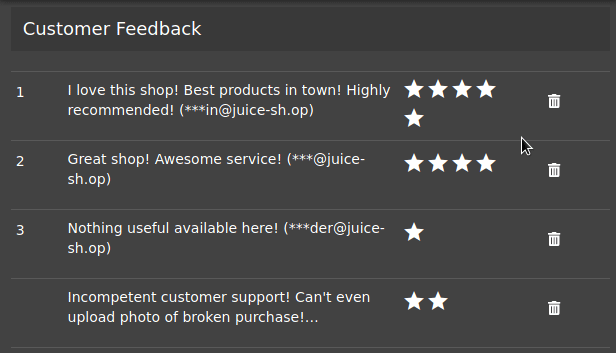 Customer Feedback
1
I love this shop! Best products in town! Highly
recommended! (***in@juice-sh.op)
2
Great shop! Awesome service! (***@juice-
sh.op)
3
Nothing useful available here! (***der@juice-
sh.op)
Incompetent customer support! Can't even
upload photo of broken purchase!...